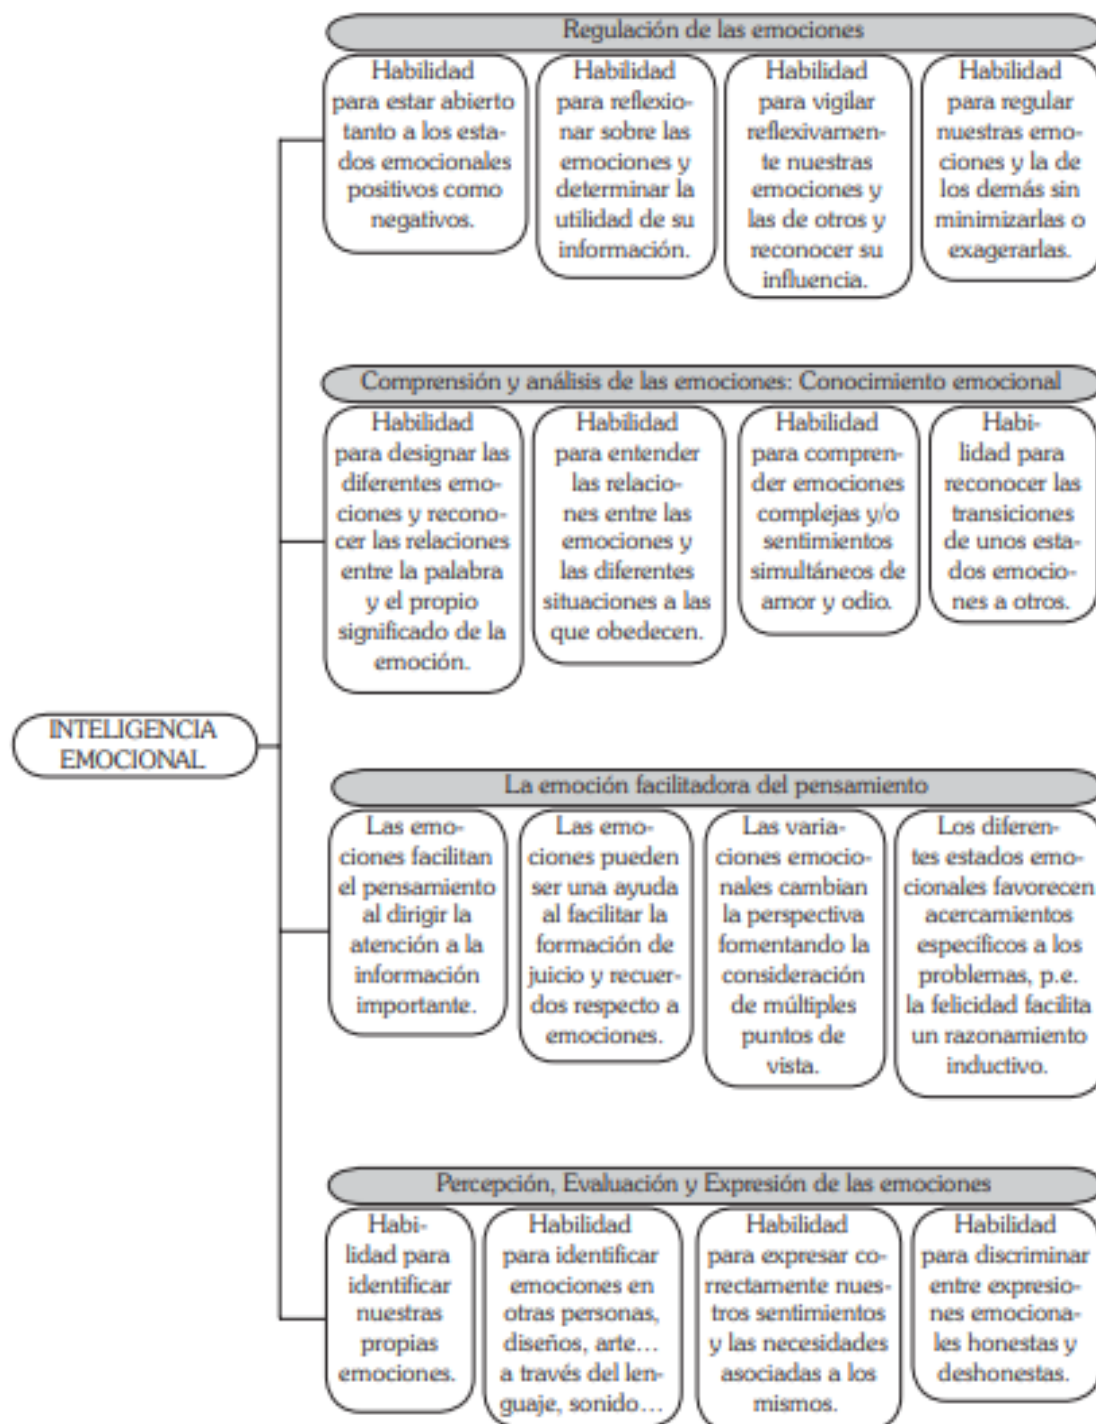 Regulación de las emociones
Habilidad
para estar abierto
tanto a los esta-
dos emocionales
positivos como
negativos.
Habilidad
para reflexio-
nar sobre las
emociones y
determinar la
utilidad de su
información.
Habilidad
para vigilar
reflexivamen-
te nuestras
emociones y
las de otros y
reconocer su
influencia.
Habilidad
para regular
nuestras emo-
ciones y la de
los demás sin
minimizarlas o
exagerarlas.
Comprensión y análisis de las emociones: Conocimiento emocional
Habilidad
para designar las
diferentes emo-
ciones y recono-
cer las relaciones
entre la palabra
y el propio
significado de la
emoción.
Habilidad
para entender
las relacio-
nes entre las
emociones y
las diferentes
situaciones a las
que obedecen.
Habilidad
para compren-
der emociones
complejas y/o
sentimientos
simultáneos de
amor y odio.
Habi-
lidad para
reconocer las
transiciones
de unos esta-
dos emocio-
nes a otros.
INTELIGENCIA
EMOCIONAL
La emoción facilitadora del pensamiento
Las emo-
ciones facilitan
el pensamiento
al dirigir la
atención a la
información
importante.
Las emo-
ciones pueden
ser una ayuda
al facilitar la
formación de
juicio y recuer-
dos respecto a
emociones.
Las varia-
ciones emocio-
nales cambian
la perspectiva
fomentando la
consideración
de múltiples
puntos de
vista.
Los diferen-
tes estados emo-
cionales favorecen
acercamientos
específicos a los
problemas, p.e.
la felicidad facilita
un razonamiento
inductivo.
Percepción, Evaluación y Expresión de las emociones
Habi-
lidad para
identificar
nuestras
propias
emociones.
Habilidad
para identificar
emociones en
otras personas,
diseños, arte...
a través del len-
guaje, sonido...
Habilidad
para expresar co-
rrectamente nues-
tros sentimientos
y las necesidades
asociadas a los
mismos.
Habilidad
para discriminar
entre expresio-
nes emociona-
les honestas y
deshonestas.